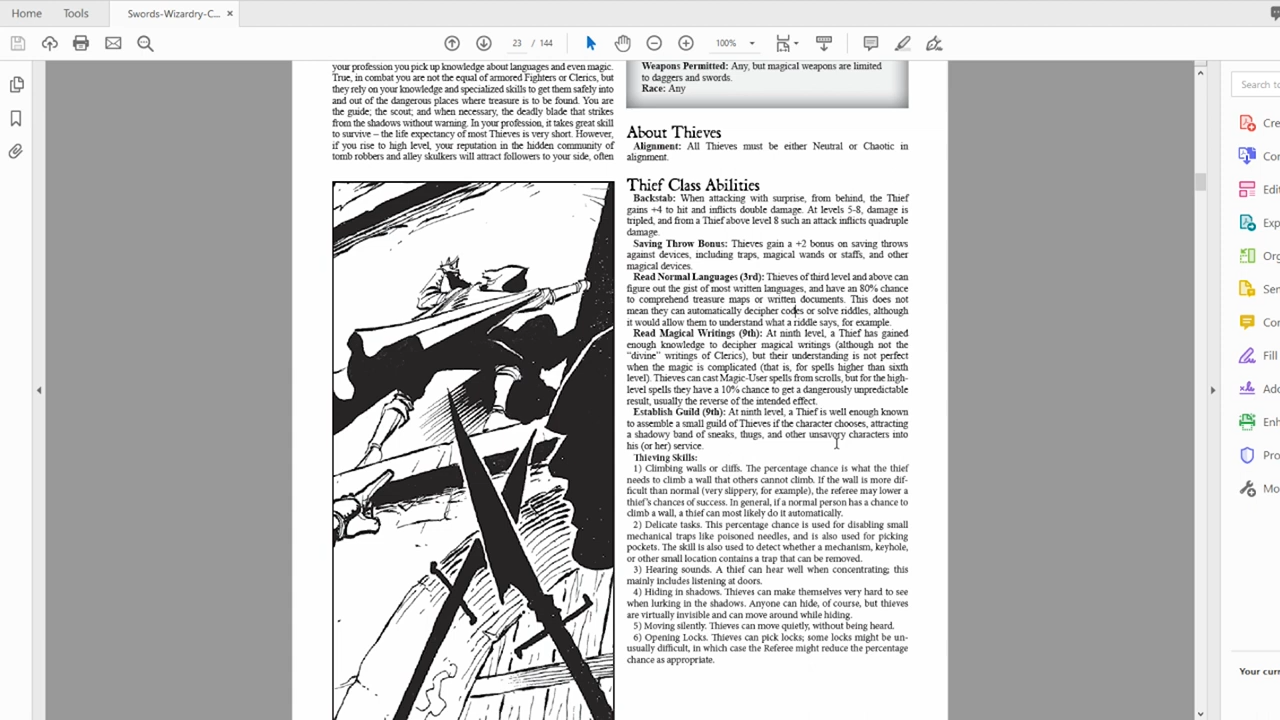 Home
Tools
Swords-Wizardry-C...
23 / 144
100%
your profession you pick up knowledge about languages and even magic.
True, in combat you are not the equal of armored Fighters or Clerics, but
they rely on your knowledge and specialized skills to get them safely into
and out of the dangerous places where treasure is to be found. You are
the guide; the scout; and when necessary, the deadly blade that strikes
from the shadows without warning. In your profession, it takes great skill
to survive – the life expectancy of most Thieves is very short. However,
if you rise to high level, your reputation in the hidden community of
tomb robbers and alley skulkers will attract followers to your side, often
Weapons Permitted: Any, but magical weapons are limited
to daggers and swords.
Race: Any
About Thieves
Alignment: All Thieves must be either Neutral or Chaotic in
alignment.
Thief Class Abilities
Backstab: When attacking with surprise, from behind, the Thief
gains +4 to hit and inflicts double damage. At levels 5-8, damage is
tripled, and from a Thief above level 8 such an attack inflicts quadruple
damage.
Saving Throw Bonus: Thieves gain a +2 bonus on saving throws
against devices, including traps, magical wands or staffs, and other
magical devices.
Read Normal Languages (3rd): Thieves of third level and above can
figure out the gist of most written languages, and have an 80% chance
to comprehend treasure maps or written documents. This does not
mean they can automatically decipher codes or solve riddles, although
it would allow them to understand what a riddle says, for example.
Read Magical Writings (9th): At ninth level, a Thief has gained
enough knowledge to decipher magical writings (although not the
“divine” writings of Clerics), but their understanding is not perfect
when the magic is complicated (that is, for spells higher than sixth
level). Thieves can cast Magic-User spells from scrolls, but for the high-
level spells they have a 10% chance to get a dangerously unpredictable
result, usually the reverse of the intended effect.
Establish Guild (9th): At ninth level, a Thief is well enough known
to assemble a small guild of Thieves if the character chooses, attracting
a shadowy band of sneaks, thugs, and other unsavory characters into
his (or her) service.
Thieving Skills:
1) Climbing walls or cliffs. The percentage chance is what the thief
needs to climb a wall that others cannot climb. If the wall is more dif-
ficult than normal (very slippery, for example), the referee may lower a
thief’s chances of success. In general, if a normal person has a chance to
climb a wall, a thief can most likely do it automatically.
2) Delicate tasks. This percentage chance is used for disabling small
mechanical traps like poisoned needles, and is also used for picking
pockets. The skill is also used to detect whether a mechanism, keyhole,
or other small location contains a trap that can be removed.
3) Hearing sounds. A thief can hear well when concentrating; this
mainly includes listening at doors.
4) Hiding in shadows. Thieves can make themselves very hard to see
when lurking in the shadows. Anyone can hide, of course, but thieves
are virtually invisible and can move around while hiding.
5) Moving silently. Thieves can move quietly, without being heard.
6) Opening Locks. Thieves can pick locks; some locks might be un-
usually difficult, in which case the Referee might reduce the percentage
chance as appropriate.
Search to
Cre
Con
Edit
Exp
Org
Sen
Con
Fill
Add
Enh
Pro
Mo
Your curr